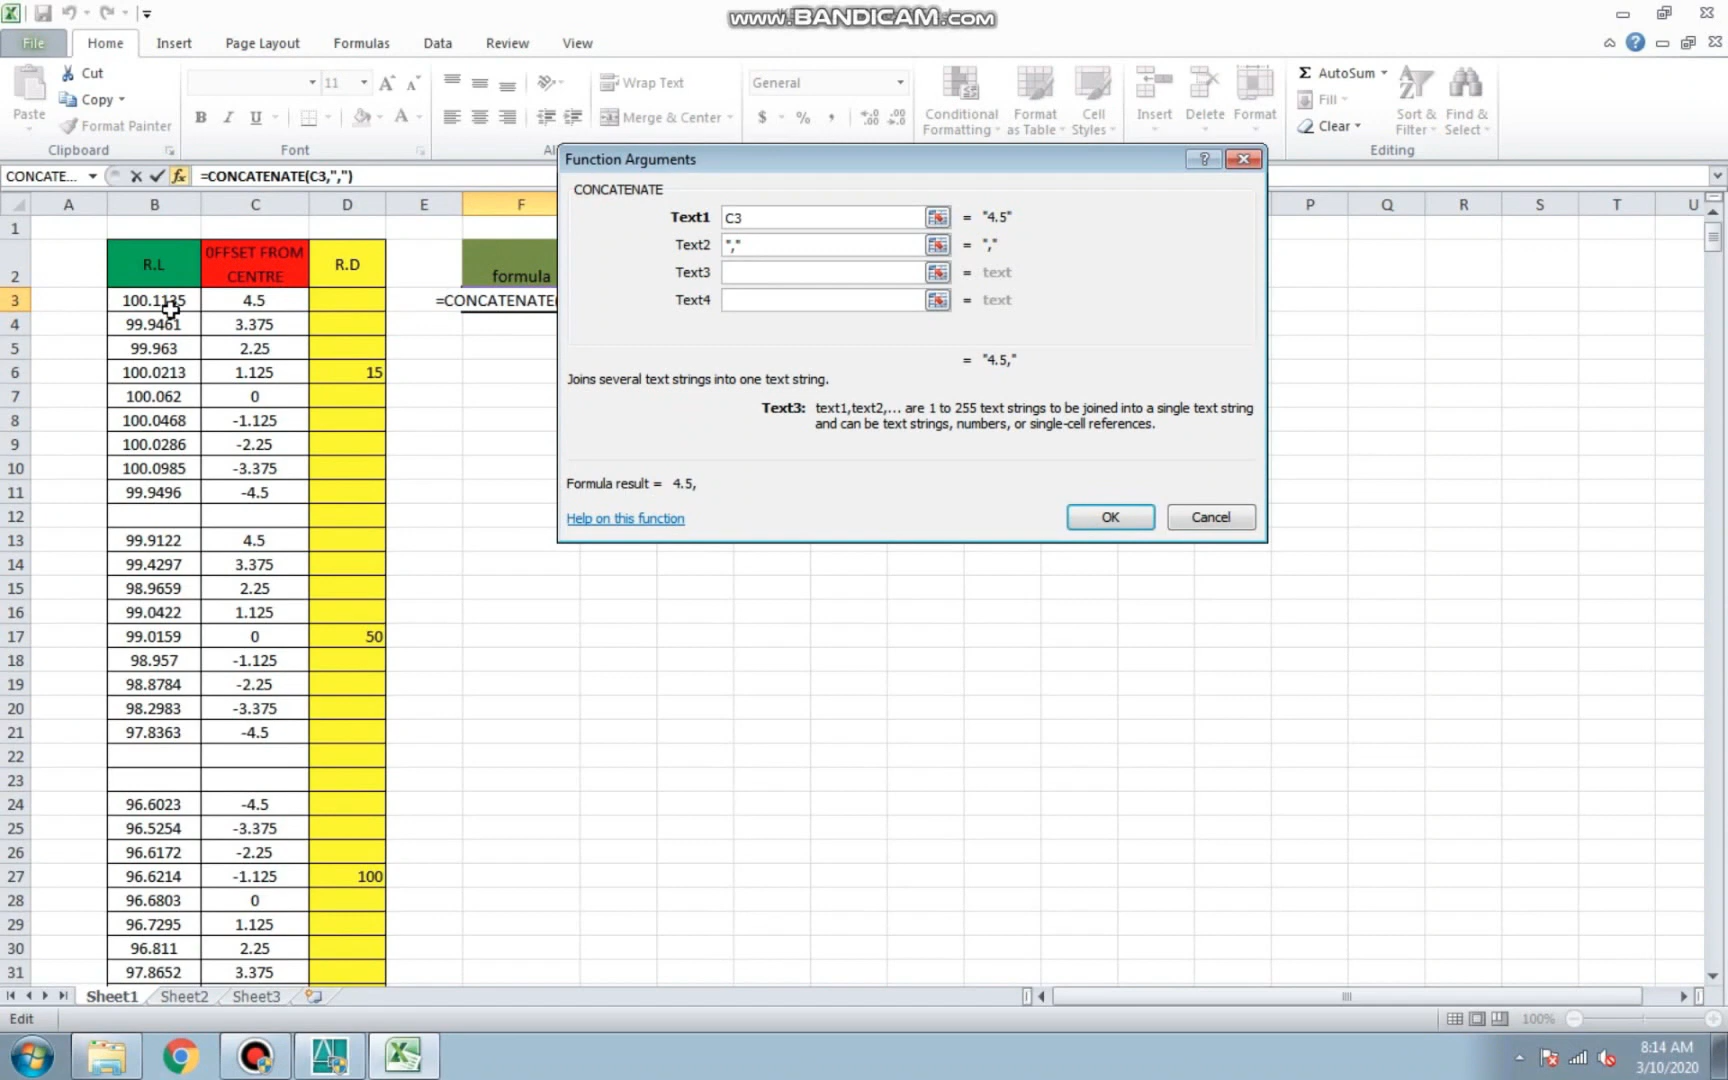 www.BANDICAM.com
File Home Insert Page Layout Formulas Data Review View
Paste
Cut
Copy
Format Painter
Clipboard
11
Font
Wrap Text
Merge & Center
General
Conditional Formatting
Format as Table
Cell Styles
Insert
Delete
Format
AutoSum
Fill
Clear
Sort & Filter
Find & Select
Editing
CONCATE... =CONCATENATE(C3,",")
A B C D E F P Q R S T U
1
2 R.L 0FFSET FROM CENTRE R.D formula
3 100.1135 4.5 =CONCATENATE(
4 99.9461 3.375
5 99.963 2.25
6 100.0213 1.125 15
7 100.062 0
8 100.0468 -1.125
9 100.0286 -2.25
10 100.0985 -3.375
11 99.9496 -4.5
12
13 99.9122 4.5
14 99.4297 3.375
15 98.9659 2.25
16 99.0422 1.125
17 99.0159 0 50
18 98.957 -1.125
19 98.8784 -2.25
20 98.2983 -3.375
21 97.8363 -4.5
22
23
24 96.6023 -4.5
25 96.5254 -3.375
26 96.6172 -2.25
27 96.6214 -1.125 100
28 96.6803 0
29 96.7295 1.125
30 96.811 2.25
31 97.8652 3.375
Function Arguments
CONCATENATE
Text1 C3 = "4.5"
Text2 "," = ","
Text3 = text
Text4 = text
= "4.5,"
Joins several text strings into one text string.
Text3: text1,text2,... are 1 to 255 text strings to be joined into a single text string
and can be text strings, numbers, or single-cell references.
Formula result = 4.5,
Help on this function
OK Cancel
Sheet1 Sheet2 Sheet3
Edit 100%
8:14 AM
3/10/2020